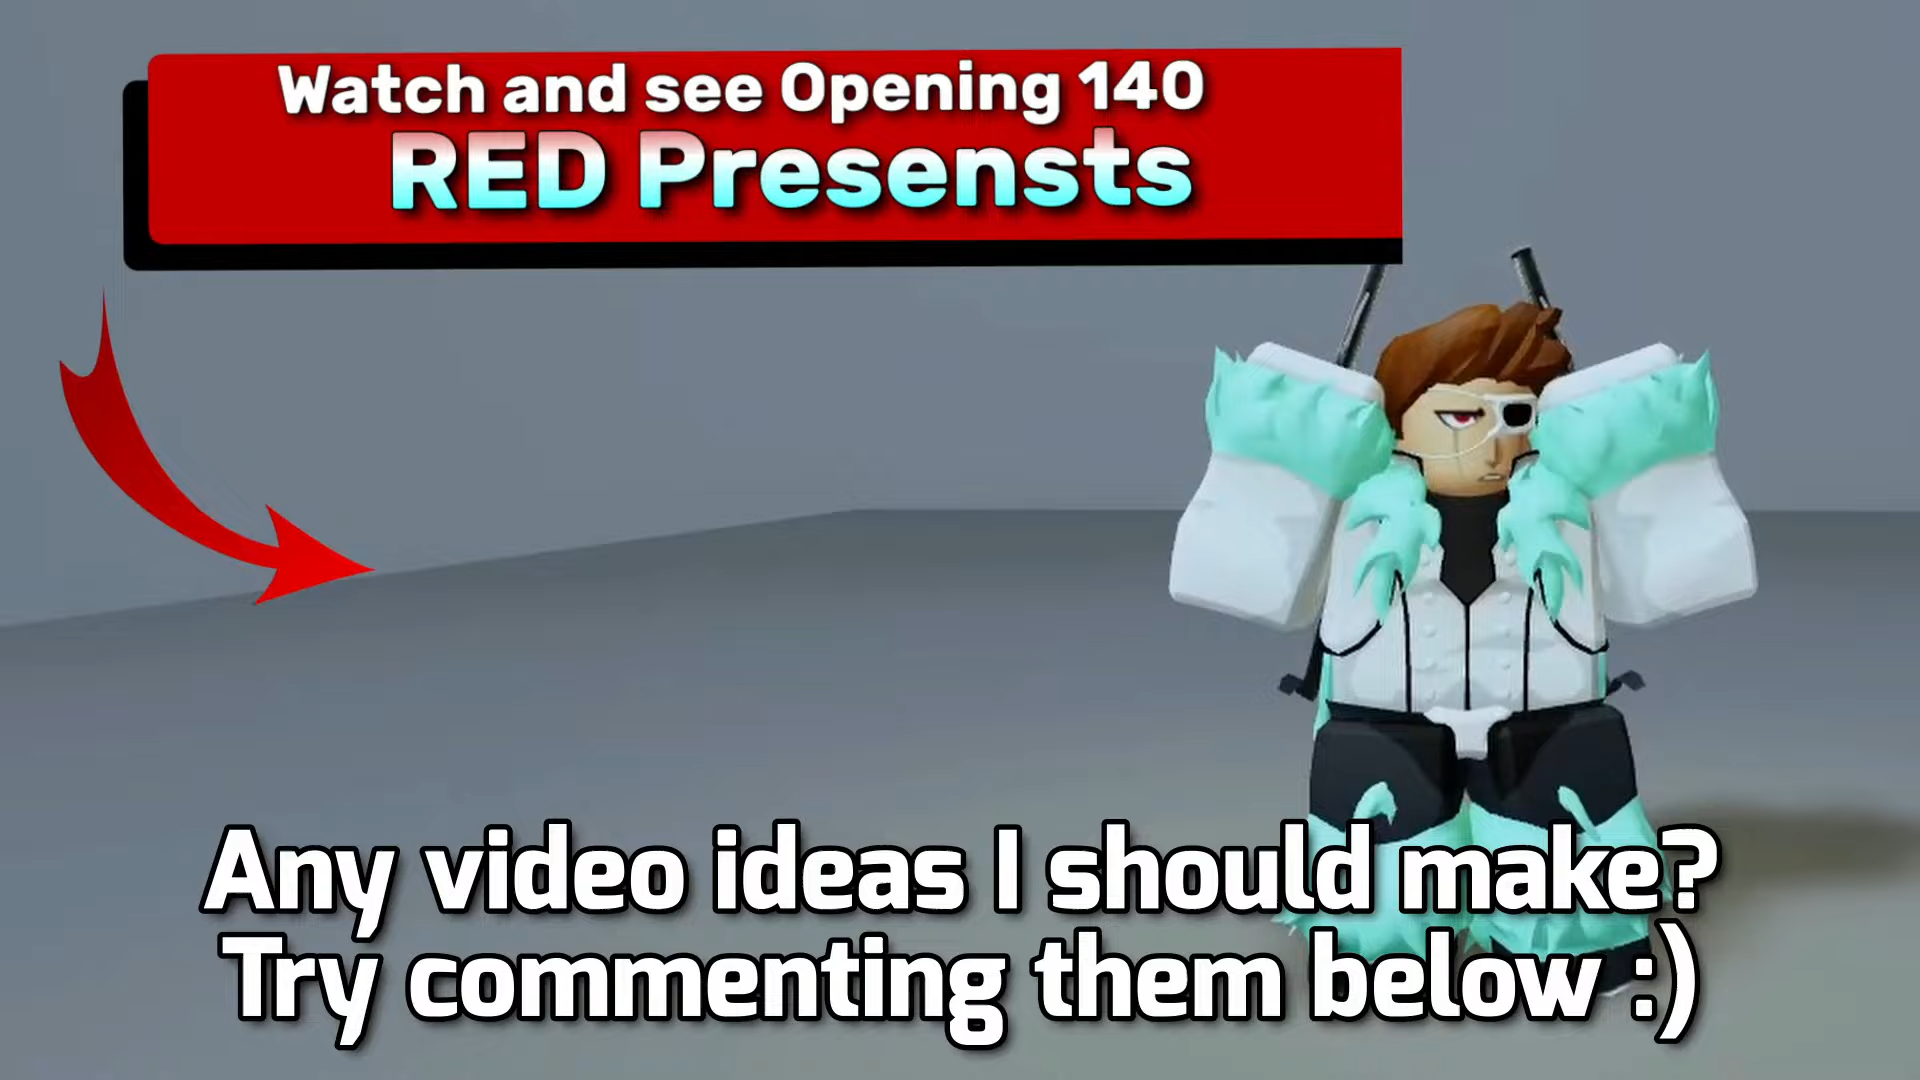 Watch and see Opening 140
RED Presensts
Any video ideas I should make?
Try commenting them below :)